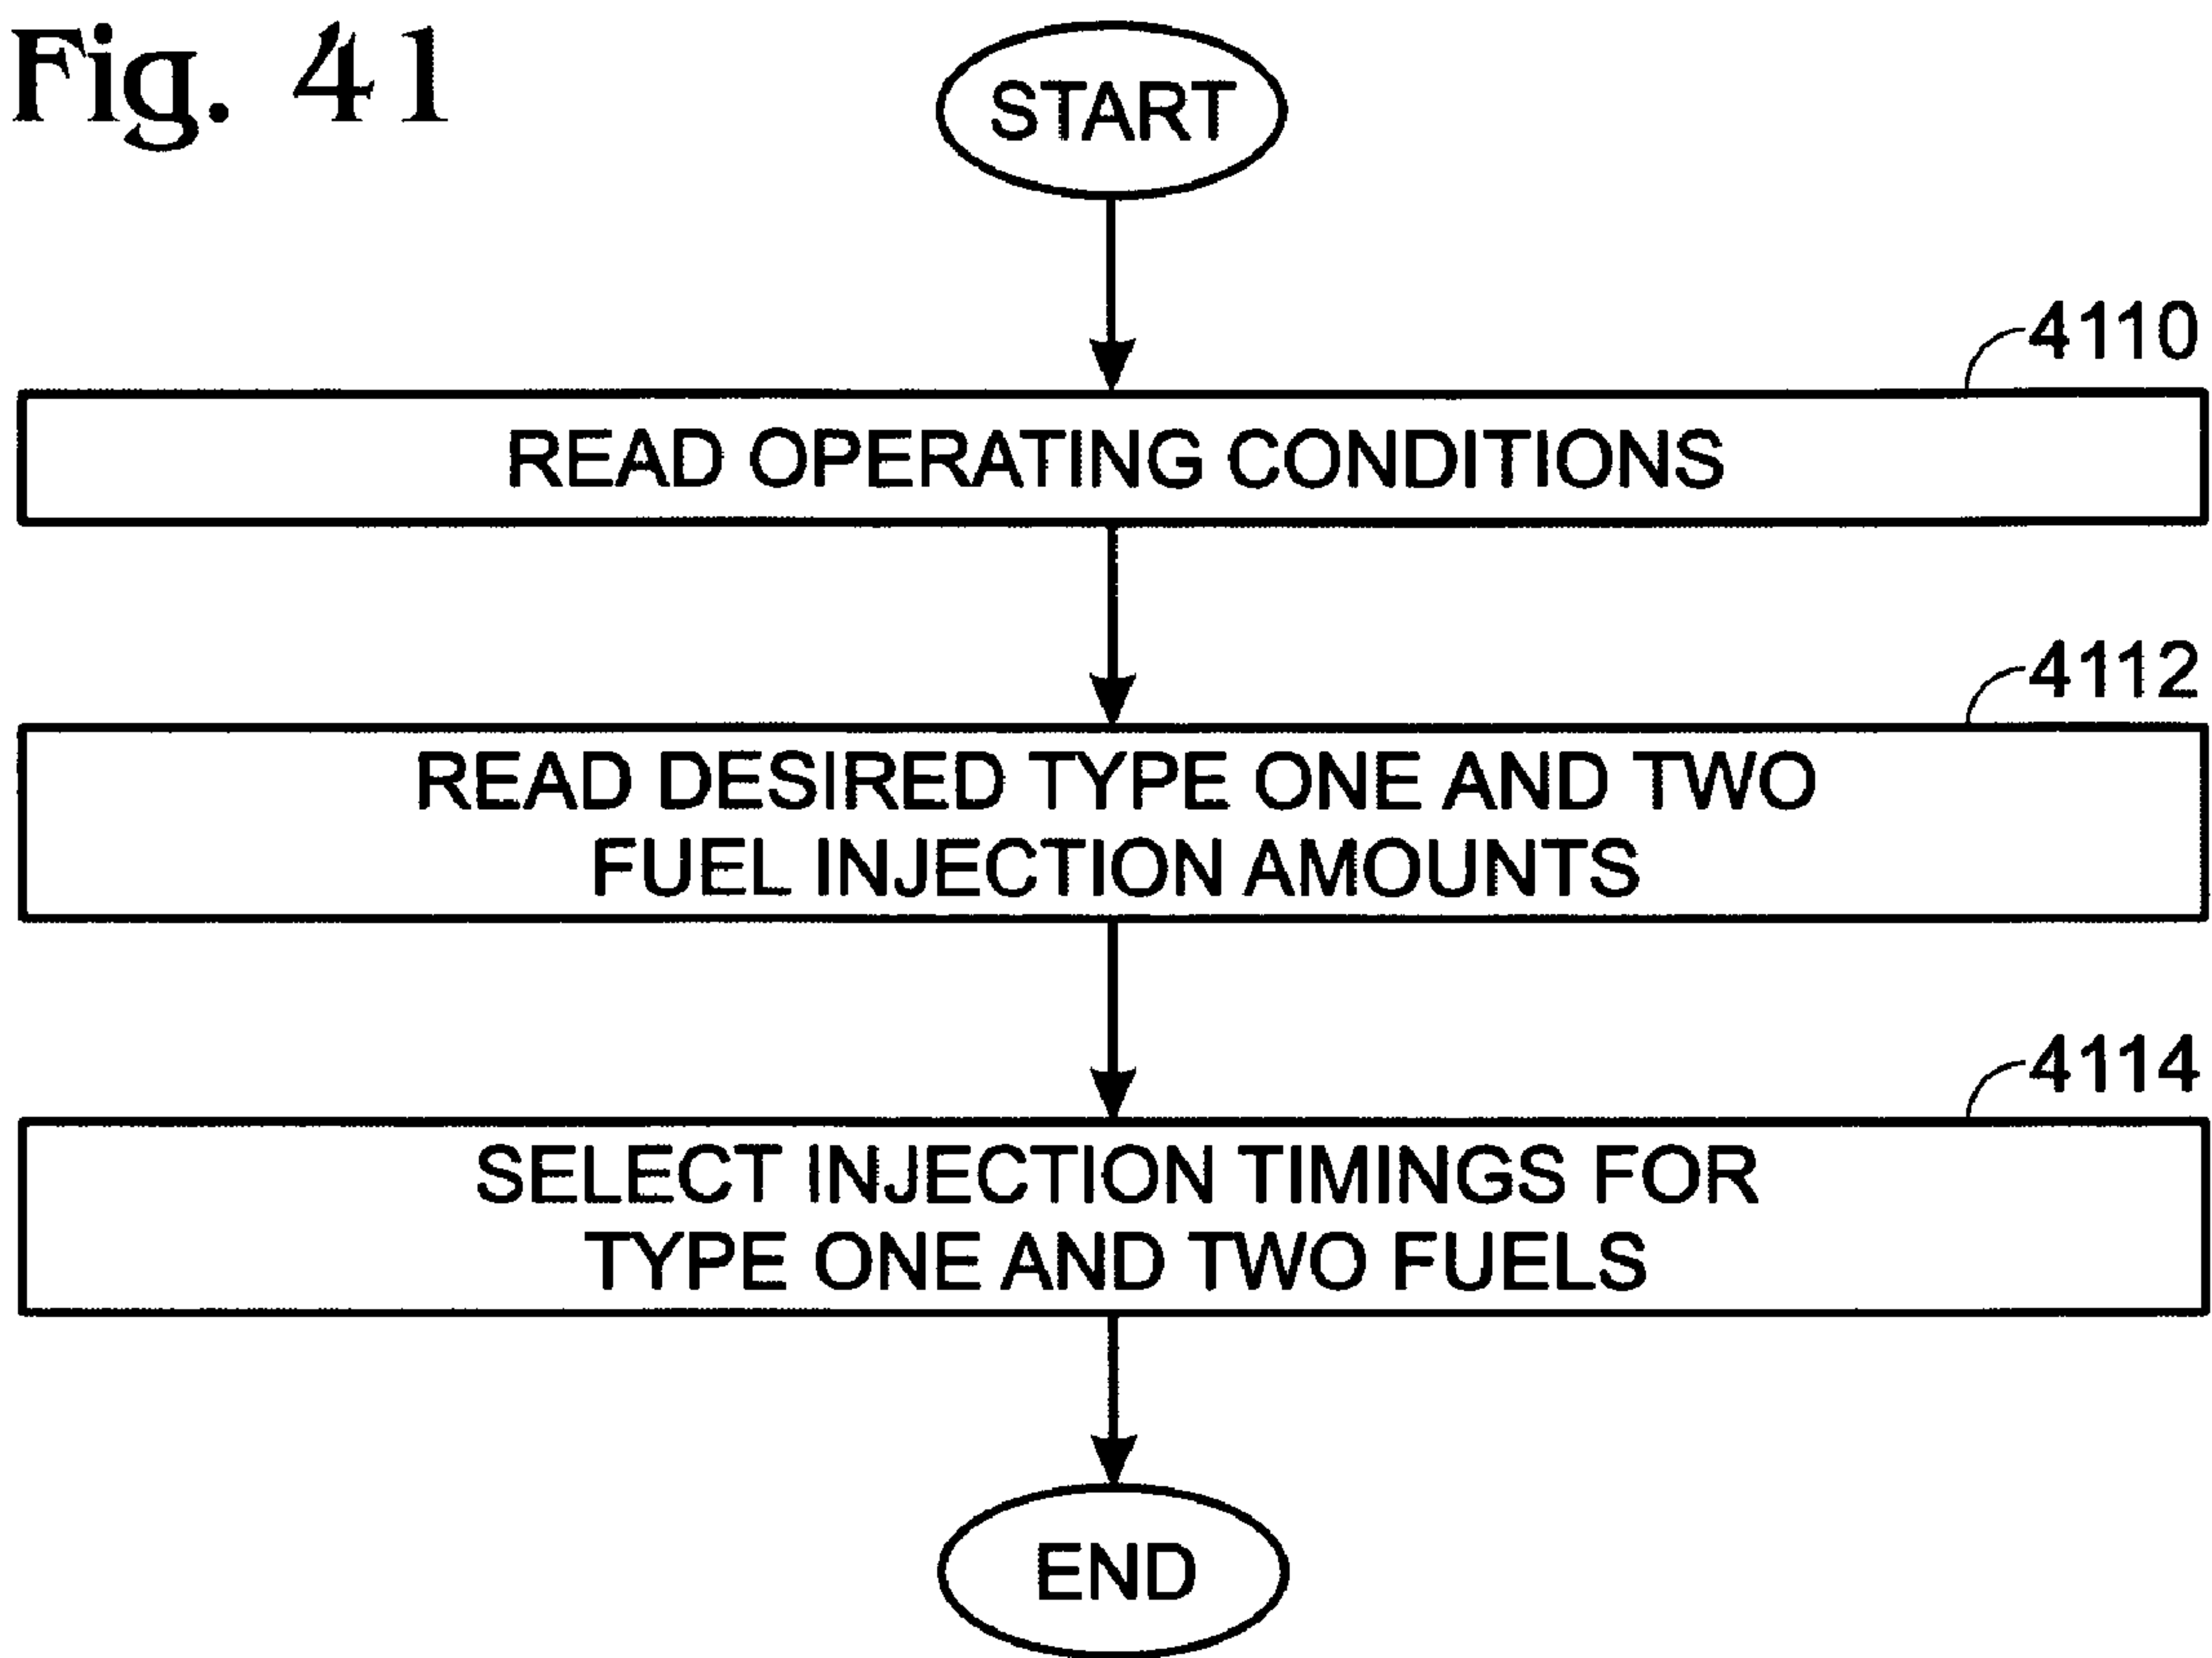 Fig. 41
START
4110
READ OPERATING CONDITIONS
4112
READ DESIRED TYPE ONE AND TWO
FUEL INJECTION AMOUNTS
4114
SELECT INJECTION TIMINGS FOR
TYPE ONE AND TWO FUELS
END